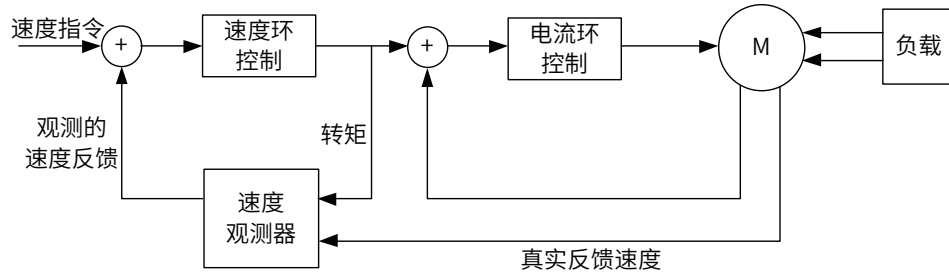 速度指令
+
速度环
控制
+
电流环
控制
M
负载
观测的
速度反馈
转矩
速度
观测器
真实反馈速度